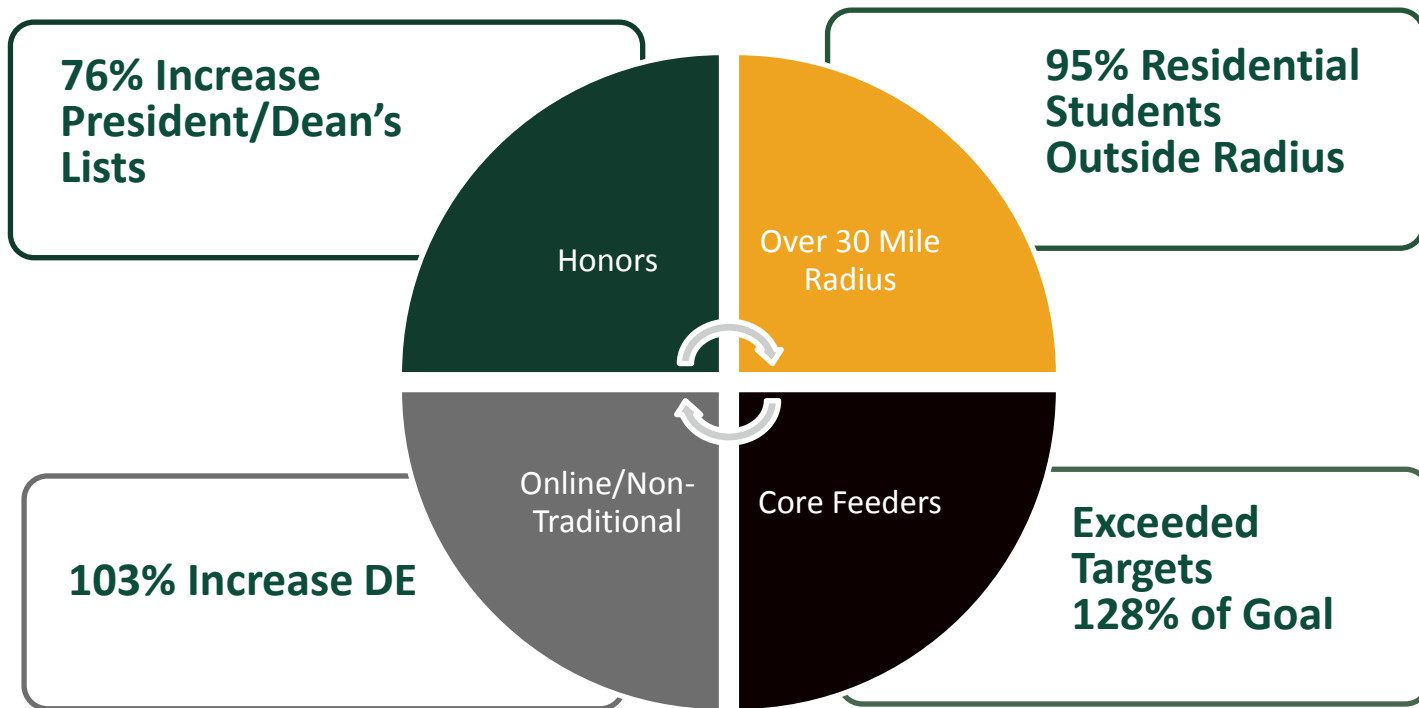 76% Increase
President/Dean’s
Lists
95% Residential
Students
Outside Radius
Honors
Over 30 Mile
Radius
Online/Non-
Traditional
Core Feeders
103% Increase DE
Exceeded
Targets
128% of Goal